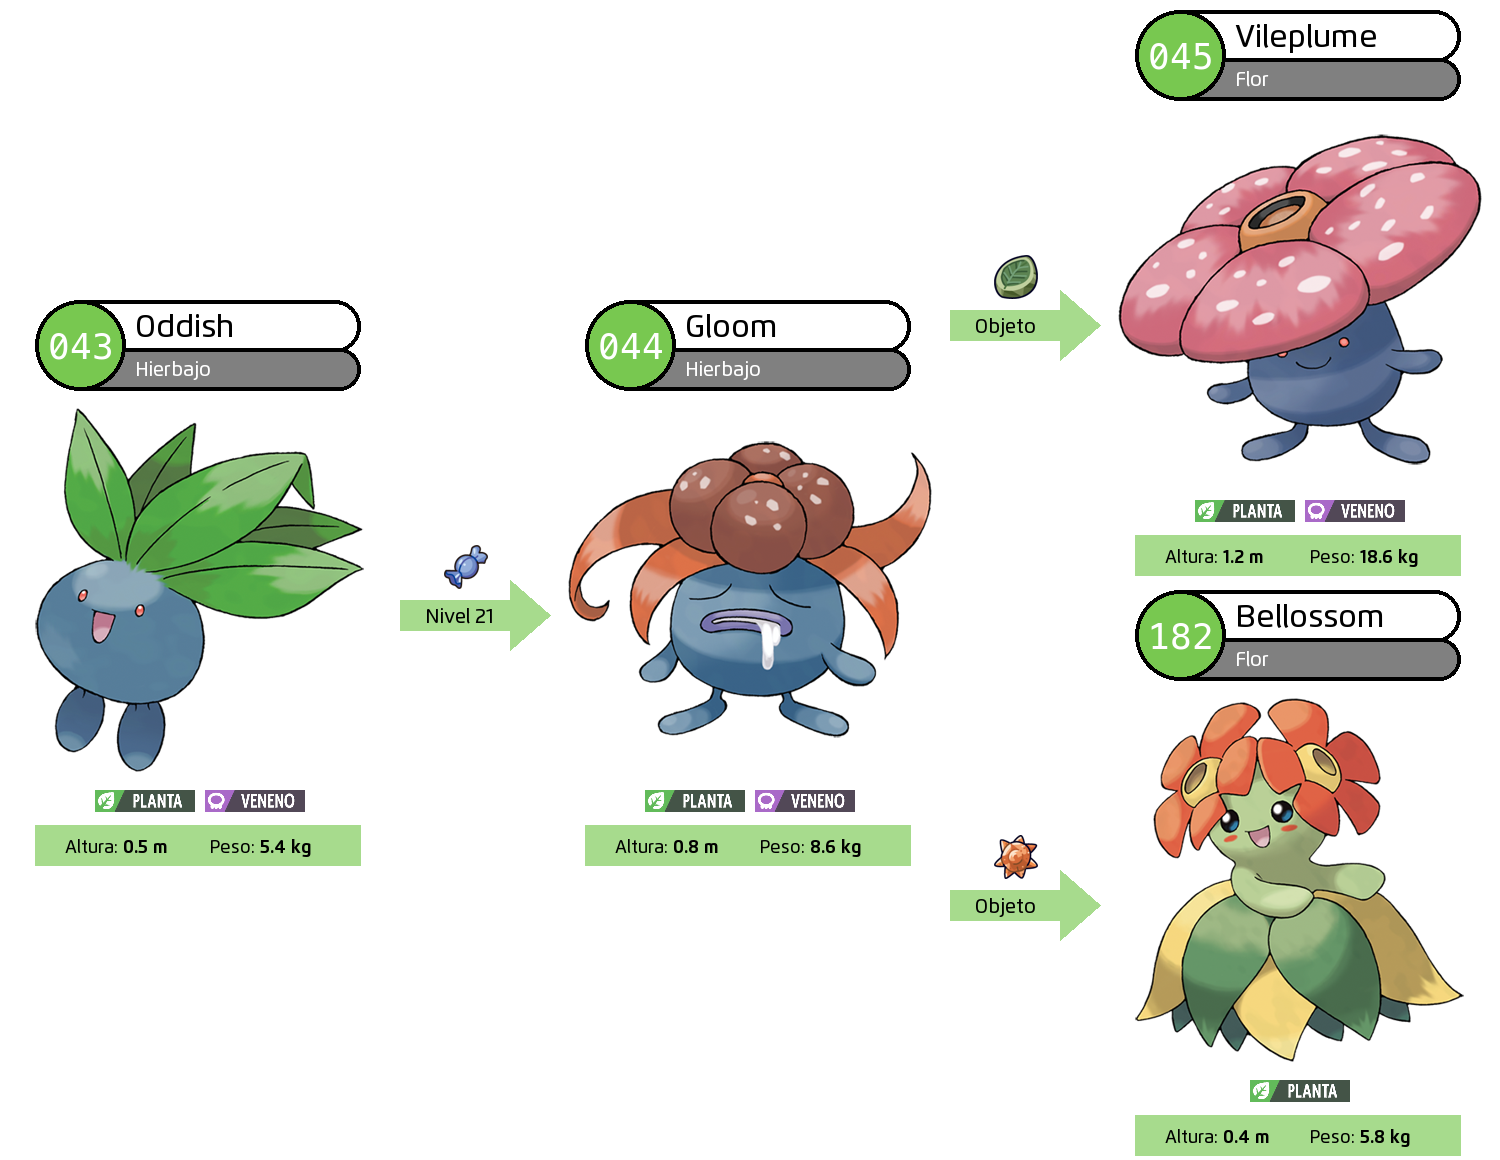 043
Oddish
Hierbajo
PLANTA VENENO
Altura: 0.5 m Peso: 5.4 kg
Nivel 21
044
Gloom
Hierbajo
PLANTA VENENO
Altura: 0.8 m Peso: 8.6 kg
Objeto
045
Vileplume
Flor
PLANTA VENENO
Altura: 1.2 m Peso: 18.6 kg
Objeto
182
Bellossom
Flor
PLANTA
Altura: 0.4 m Peso: 5.8 kg